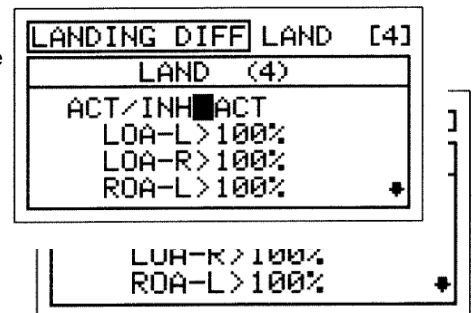 LANDING DIFF LAND [4]
LAND (4)
ACT/INH■ACT
LOA-L>100%
LOA-R>100%
ROA-L>100%
LOA-R>100%
ROA-L>100%